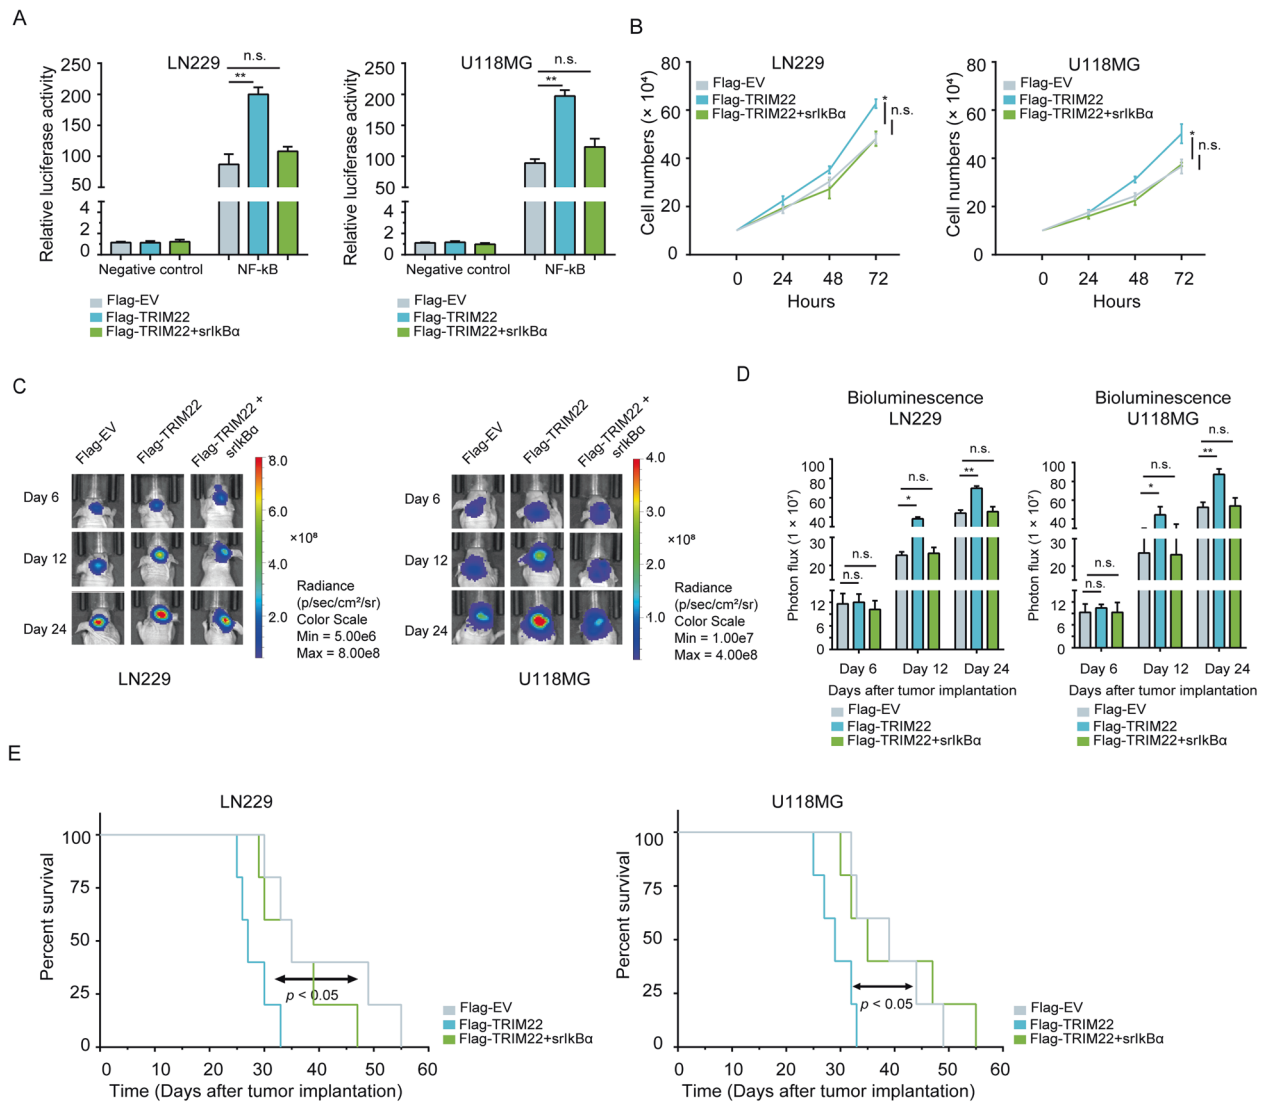 A
LN229
Relative luciferase activity
250
200
150
100
50
4
2
0
**
n.s.
Negative control
NF-kB
Flag-EV
Flag-TRIM22
Flag-TRIM22+srIkBα
U118MG
Relative luciferase activity
250
200
150
100
50
4
2
0
**
n.s.
Negative control
NF-kB
Flag-EV
Flag-TRIM22
Flag-TRIM22+srIkBα
B
LN229
Cell numbers (× 10⁴)
80
60
40
20
0
Flag-EV
Flag-TRIM22
Flag-TRIM22+srIkBα
*
n.s.
0 24 48 72
Hours
U118MG
Cell numbers (× 10⁴)
80
60
40
20
0
Flag-EV
Flag-TRIM22
Flag-TRIM22+srIkBα
*
n.s.
0 24 48 72
Hours
C
Flag-EV
Flag-TRIM22
Flag-TRIM22 +
srIkBα
Day 6
Day 12
Day 24
8.0
6.0
×10⁸
4.0
2.0
Radiance
(p/sec/cm²/sr)
Color Scale
Min = 5.00e6
Max = 8.00e8
LN229
Flag-EV
Flag-TRIM22
Flag-TRIM22 +
srIkBα
Day 6
Day 12
Day 24
4.0
3.0
×10⁸
2.0
1.0
Radiance
(p/sec/cm²/sr)
Color Scale
Min = 1.00e7
Max = 4.00e8
U118MG
D
Bioluminescence
LN229
Photon flux (1 × 10⁷)
100
80
60
40
30
20
12
6
0
n.s.
n.s.
*
n.s.
**
n.s.
Day 6 Day 12 Day 24
Days after tumor implantation
Flag-EV
Flag-TRIM22
Flag-TRIM22+srIkBα
Bioluminescence
U118MG
Photon flux (1 × 10⁷)
100
80
60
40
30
20
12
6
0
n.s.
n.s.
*
n.s.
**
n.s.
Day 6 Day 12 Day 24
Days after tumor implantation
Flag-EV
Flag-TRIM22
Flag-TRIM22+srIkBα
E
LN229
Percent survival
100
75
50
25
0
p < 0.05
0 10 20 30 40 50 60
Time (Days after tumor implantation)
Flag-EV
Flag-TRIM22
Flag-TRIM22+srIkBα
U118MG
Percent survival
100
75
50
25
0
p < 0.05
0 10 20 30 40 50 60
Time (Days after tumor implantation)
Flag-EV
Flag-TRIM22
Flag-TRIM22+srIkBα